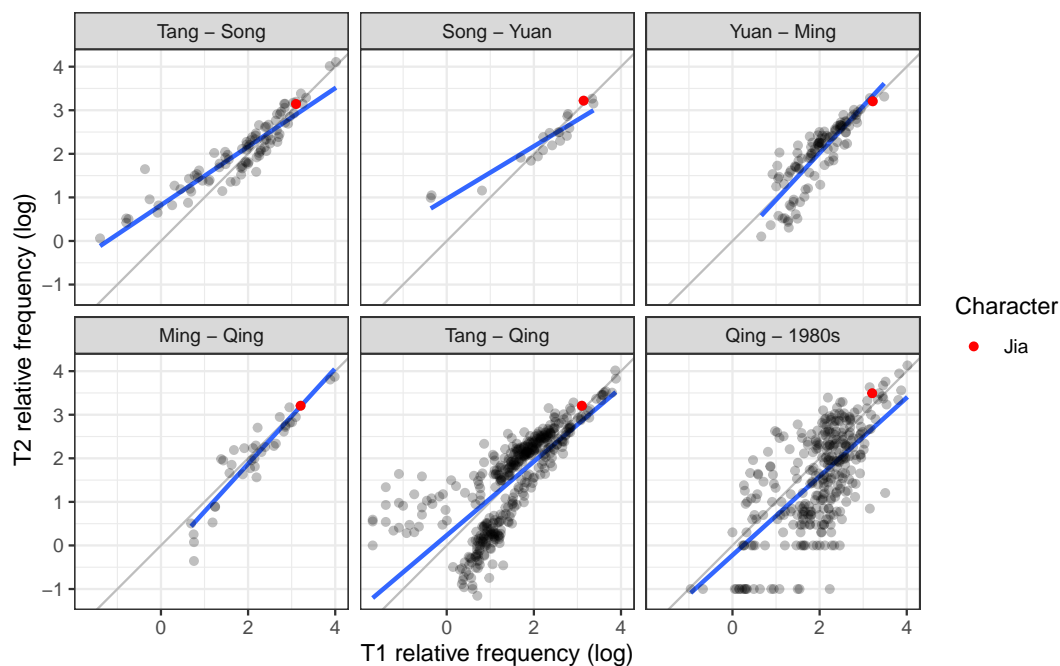 Tang − Song
Song − Yuan
Yuan − Ming
4
3
2
1
0
−1
Ming − Qing
Tang − Qing
Qing − 1980s
4
3
2
1
0
−1
0 2 4
0 2 4
0 2 4
T1 relative frequency (log)
T2 relative frequency (log)
Character
Jia